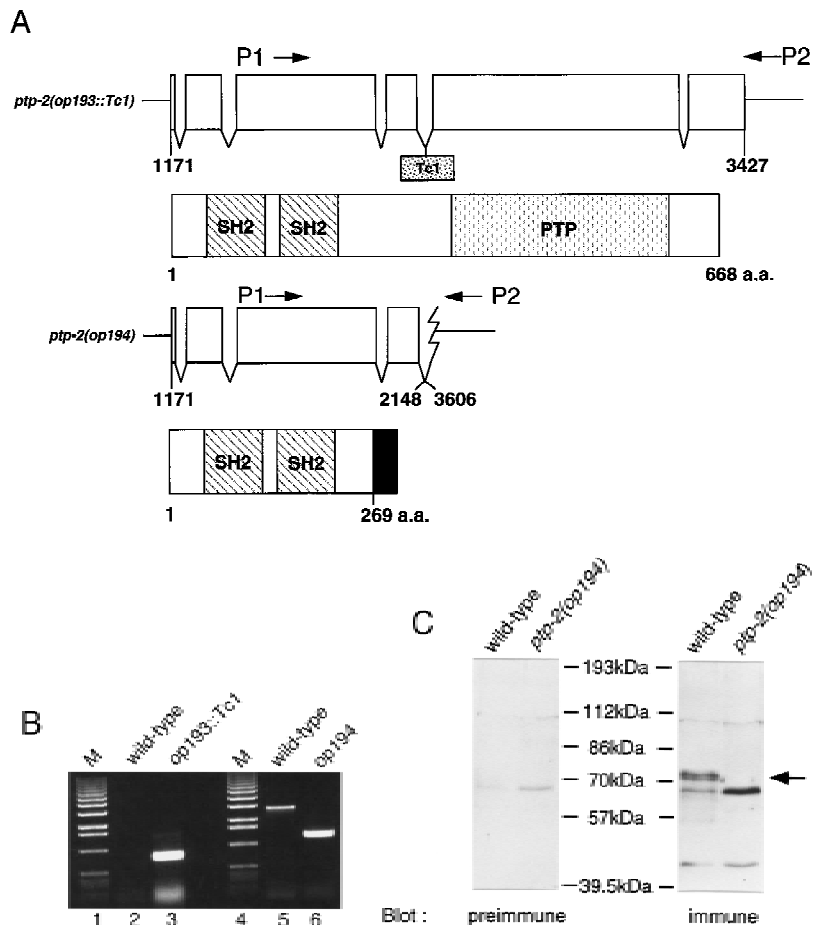 A
P1 P2
ptp-2(op193::Tc1)
1171 3427
Tc1
SH2 SH2 PTP
1 668 a.a.
P1 P2
ptp-2(op194)
1171 2148 3606
SH2 SH2
1 269 a.a.
B
M wild-type op193::Tc1 M wild-type op194
1 2 3 4 5 6
C
wild-type ptp-2(op194) wild-type ptp-2(op194)
193kDa
112kDa
86kDa
70kDa
57kDa
39.5kDa
Blot : preimmune immune